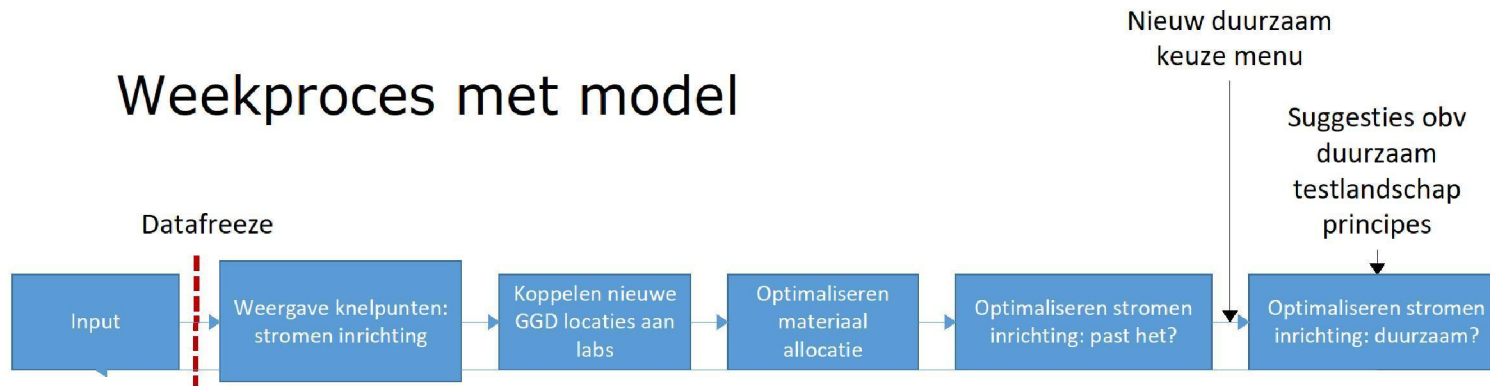 Weekproces met model
Nieuw duurzaam
keuze menu
Suggesties obv
duurzaam
testlandschap
principes
Datafreeze
Input
Weergave knelpunten:
stromen inrichting
Koppelen nieuwe
GGD locaties aan
labs
Optimaliseren
materiaal
allocatie
Optimaliseren stromen
inrichting: past het?
Optimaliseren stromen
inrichting: duurzaam?